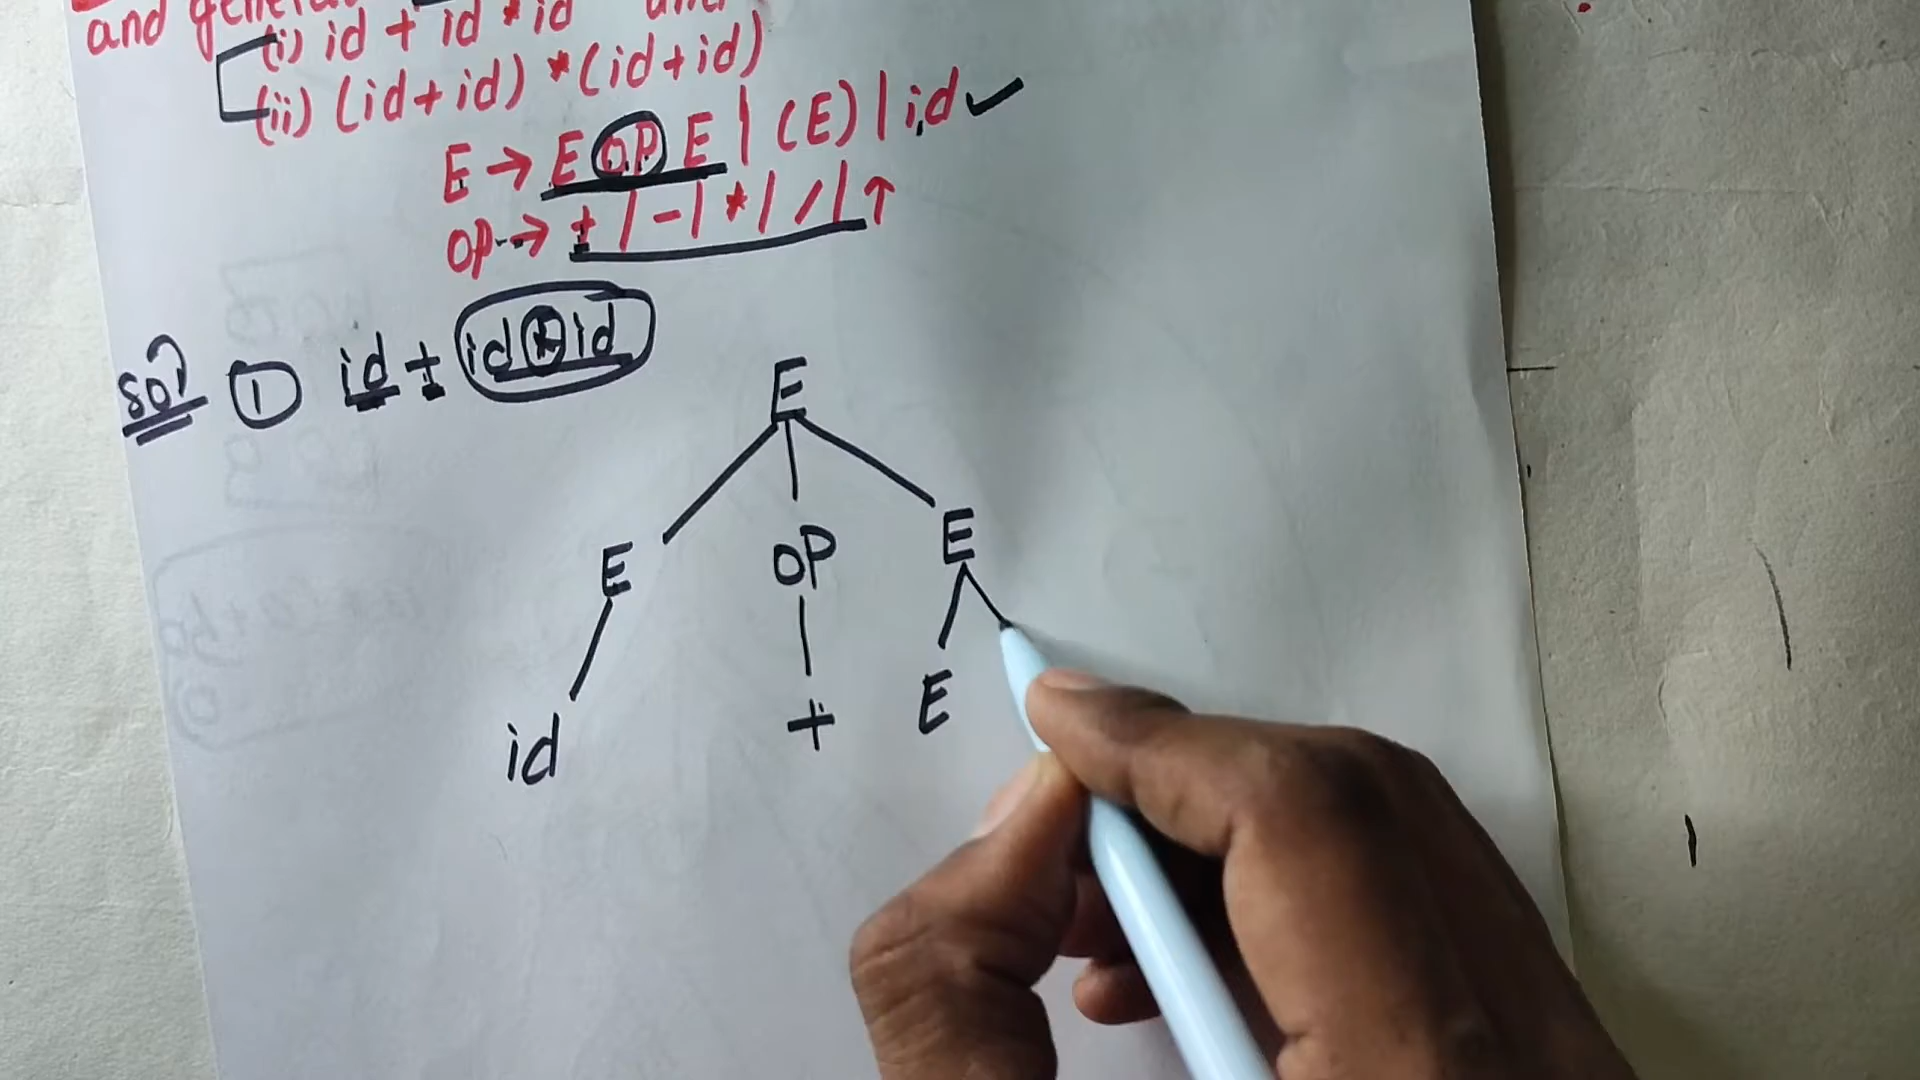 and
(i) id + id * id and
(ii) (id+id) *(id+id)
E → E OP E | (E) | id ✓
OP → + | - | * | / | ↑
Sol ① id + id * id
E
E OP E
id + E